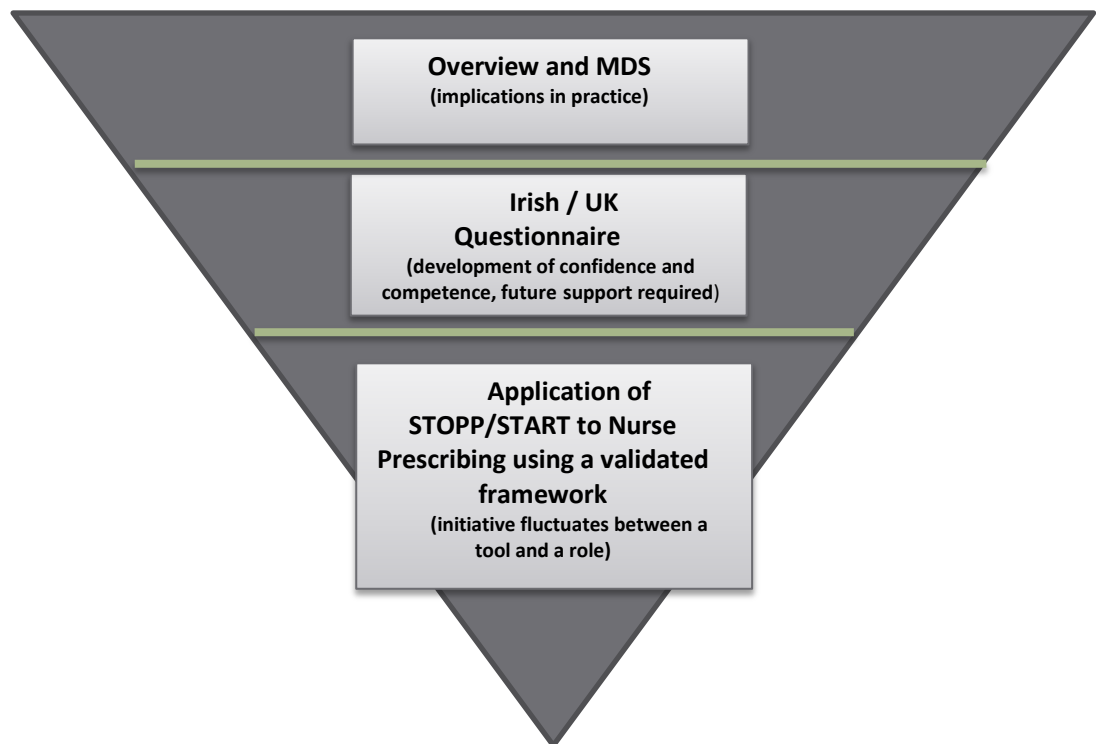 Overview and MDS
(implications in practice)
Irish / UK
Questionnaire
(development of confidence and
competence, future support required)
Application of
STOPP/START to Nurse
Prescribing using a validated
framework
(initiative fluctuates between a
tool and a role)